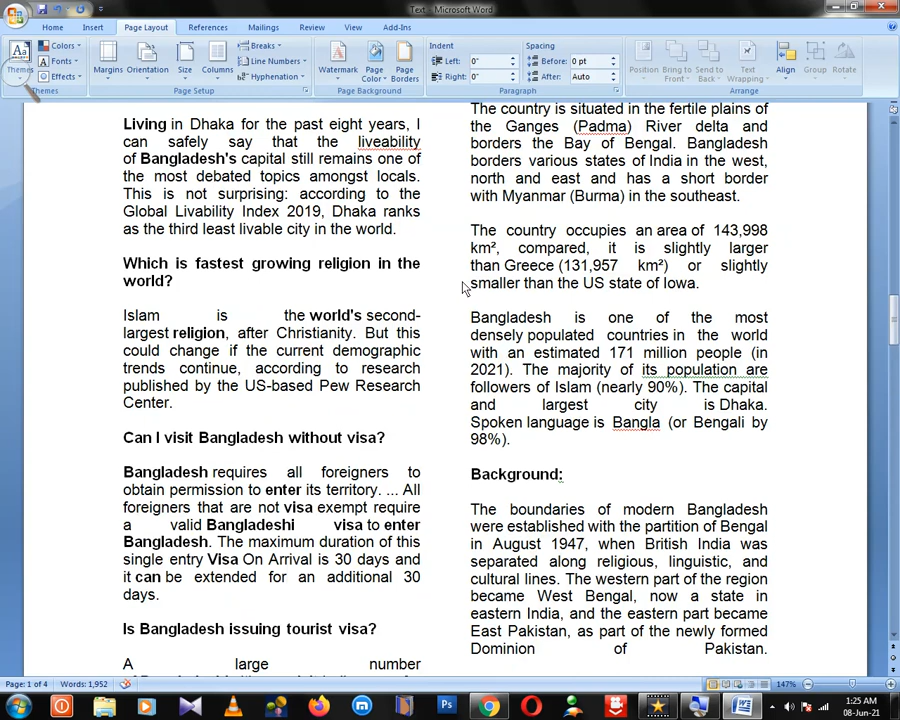 Text - Microsoft Word
Home Insert Page Layout References Mailings Review View Add-Ins
Themes
Colors
Fonts
Effects
Themes
Margins
Orientation
Size
Columns
Breaks
Line Numbers
Hyphenation
Page Setup
Watermark
Page Color
Page Borders
Page Background
Indent
Left: 0"
Right: 0"
Spacing
Before: 0 pt
After: Auto
Paragraph
Position
Bring to Front
Send to Back
Text Wrapping
Align
Group
Rotate
Arrange
Living in Dhaka for the past eight years, I
can safely say that the liveability
of Bangladesh's capital still remains one of
the most debated topics amongst locals.
This is not surprising: according to the
Global Livability Index 2019, Dhaka ranks
as the third least livable city in the world.
Which is fastest growing religion in the
world?
Islam is the world's second-
largest religion, after Christianity. But this
could change if the current demographic
trends continue, according to research
published by the US-based Pew Research
Center.
Can I visit Bangladesh without visa?
Bangladesh requires all foreigners to
obtain permission to enter its territory. ... All
foreigners that are not visa exempt require
a valid Bangladeshi visa to enter
Bangladesh. The maximum duration of this
single entry Visa On Arrival is 30 days and
it can be extended for an additional 30
days.
Is Bangladesh issuing tourist visa?
A large number
The country is situated in the fertile plains of
the Ganges (Padma) River delta and
borders the Bay of Bengal. Bangladesh
borders various states of India in the west,
north and east and has a short border
with Myanmar (Burma) in the southeast.
The country occupies an area of 143,998
km², compared, it is slightly larger
than Greece (131,957 km²) or slightly
smaller than the US state of Iowa.
Bangladesh is one of the most
densely populated countries in the world
with an estimated 171 million people (in
2021). The majority of its population are
followers of Islam (nearly 90%). The capital
and largest city is Dhaka.
Spoken language is Bangla (or Bengali by
98%).
Background:
The boundaries of modern Bangladesh
were established with the partition of Bengal
in August 1947, when British India was
separated along religious, linguistic, and
cultural lines. The western part of the region
became West Bengal, now a state in
eastern India, and the eastern part became
East Pakistan, as part of the newly formed
Dominion of Pakistan.
Page: 1 of 4 Words: 1,952
147%
Ps
1:25 AM
08-Jun-21